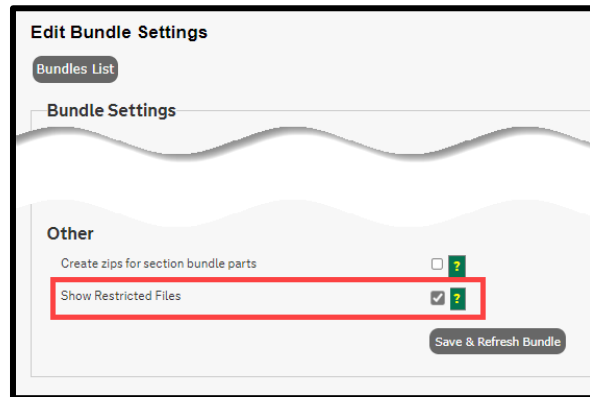 Edit Bundle Settings
Bundles List
Bundle Settings
Other
Create zips for section bundle parts ?
Show Restricted Files ?
Save & Refresh Bundle